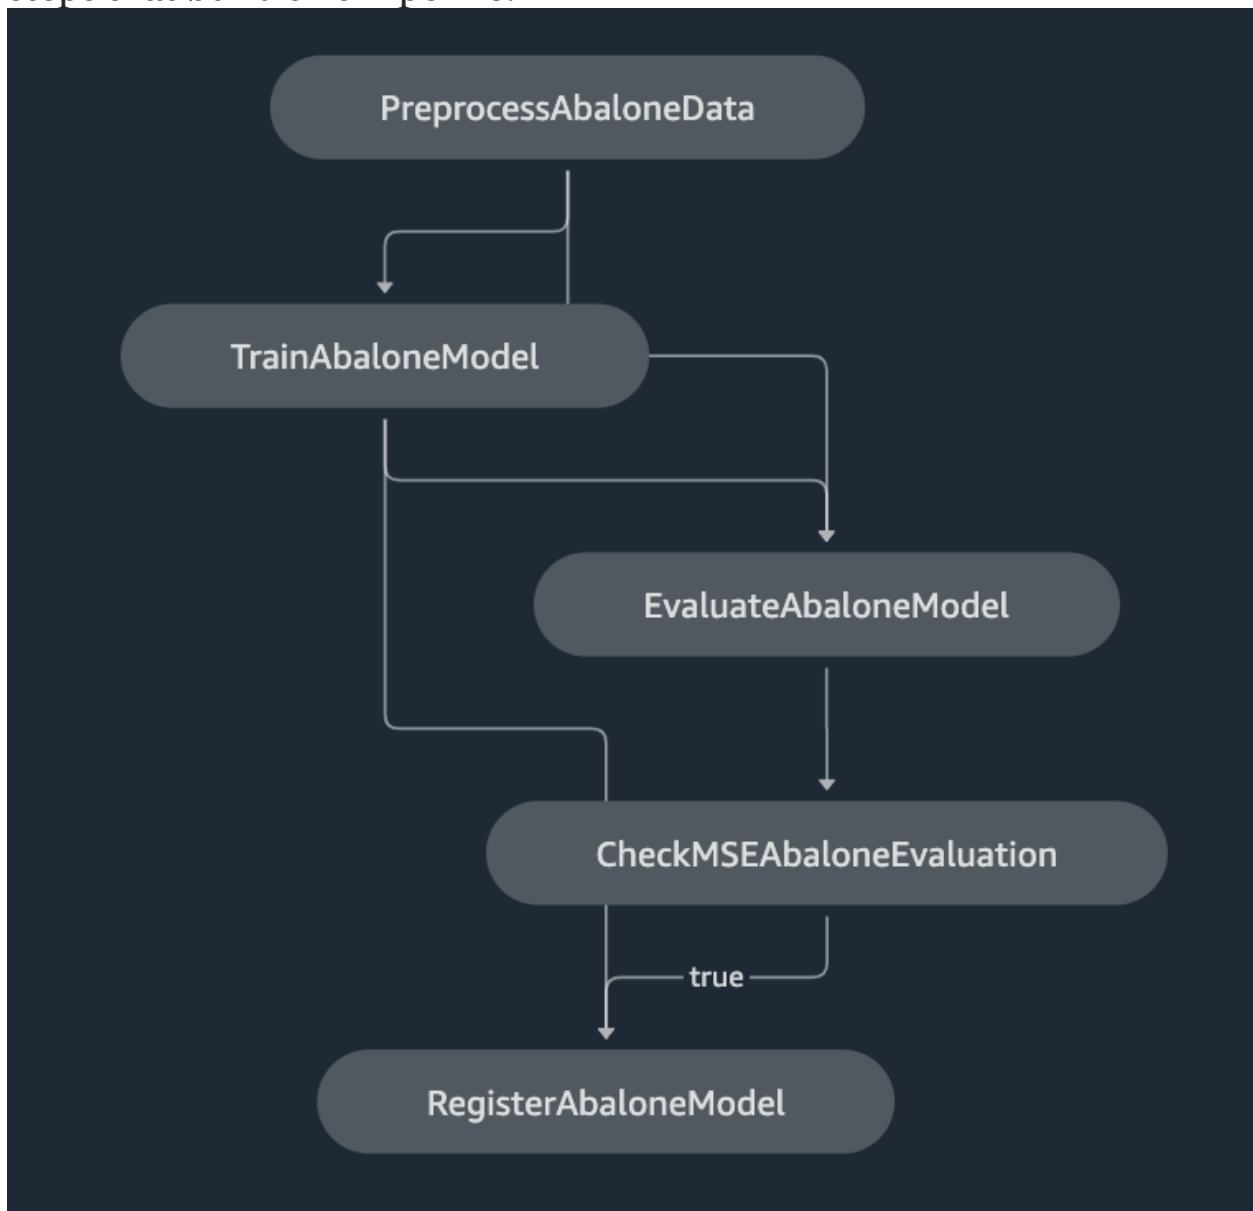 PreprocessAbaloneData
TrainAbaloneModel
EvaluateAbaloneModel
CheckMSEAbaloneEvaluation
true
RegisterAbaloneModel